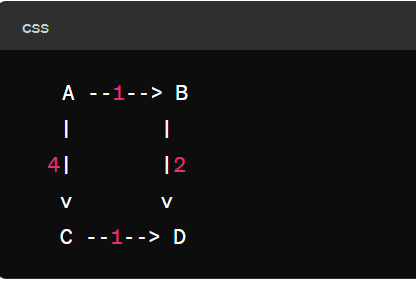 css
A --1--> B
|       |
4|       |2
v       v
C --1--> D